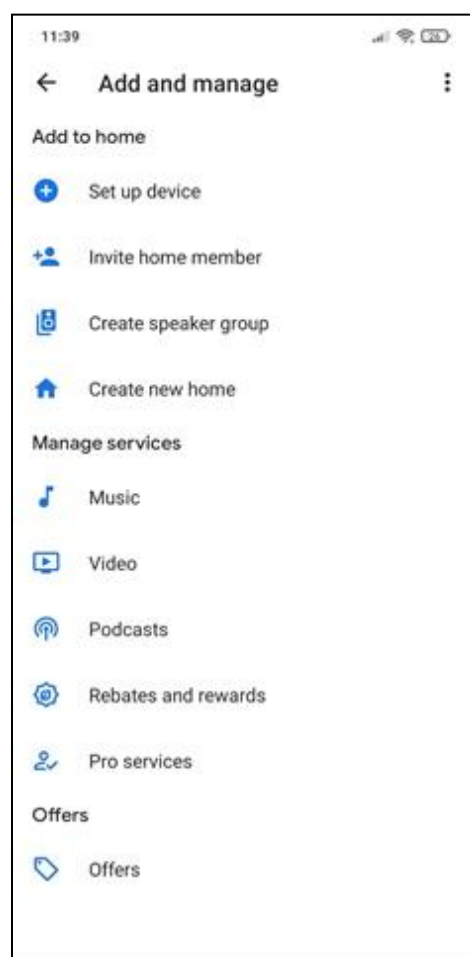 11:39
26
Add and manage
Add to home
Set up device
Invite home member
Create speaker group
Create new home
Manage services
Music
Video
Podcasts
Rebates and rewards
Pro services
Offers
Offers